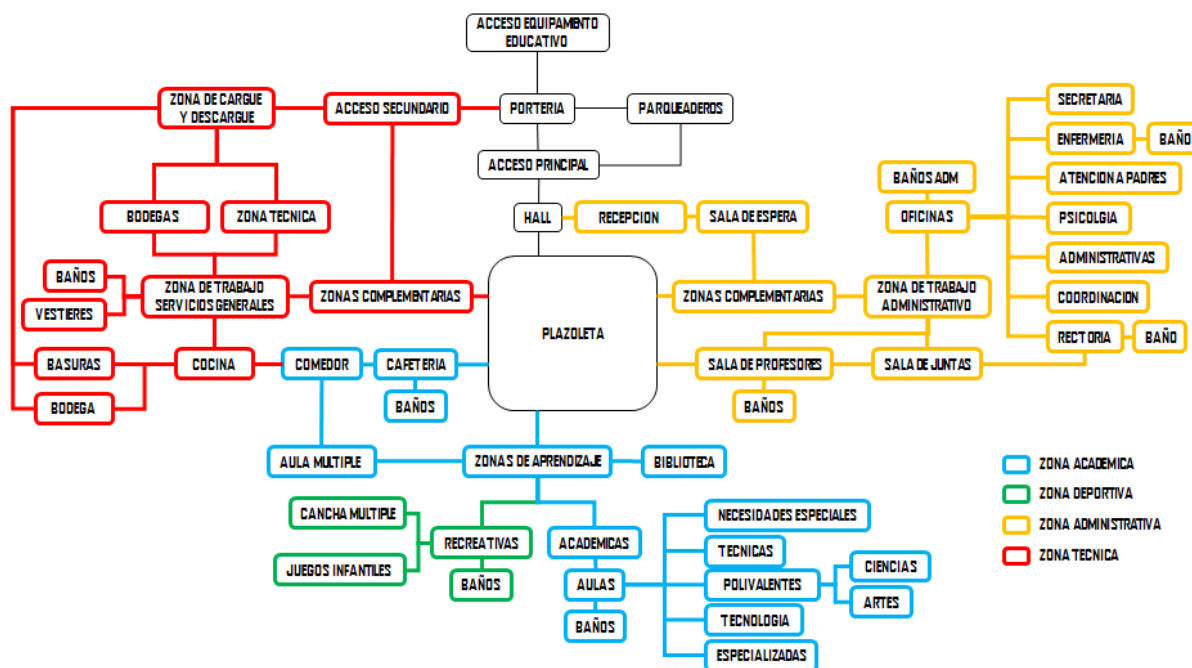 ACCESO EQUIPAMENTO
EDUCATIVO
ZONA DE CARGUE
Y DESCARGUE
ACCESO SECUNDARIO
PORTERIA
PARQUEADEROS
SECRETARIA
ENFERMERIA
BAÑO
ACCESO PRINCIPAL
BAÑOS ADM
ATENCION A PADRES
BODEGAS
ZONA TECNICA
HALL
RECEPCION
SALA DE ESPERA
OFICINAS
PSICOLGIA
ADMINISTRATIVAS
BAÑOS
VESTIERES
ZONA DE TRABAJO
SERVICIOS GENERALES
ZONAS COMPLEMENTARIAS
PLAZOLETA
ZONAS COMPLEMENTARIAS
ZONA DE TRABAJO
ADMINISTRATIVO
COORDINACION
RECTORIA
BAÑO
BASURAS
COCINA
COMEDOR
CAFETERIA
SALA DE PROFESORES
SALA DE JUNTAS
BODEGA
BAÑOS
BAÑOS
AULA MULTIPLE
ZONAS DE APRENDIZAJE
BIBLIOTECA
ZONA ACADEMICA
ZONA DEPORTIVA
ZONA ADMINISTRATIVA
ZONA TECNICA
CANCHA MULTIPLE
RECREATIVAS
JUEGOS INFANTILES
BAÑOS
ACADEMICAS
AULAS
BAÑOS
NECESIDADES ESPECIALES
TECNICAS
POLIVALENTES
CIENCIAS
ARTES
TECNOLOGIA
ESPECIALIZADAS